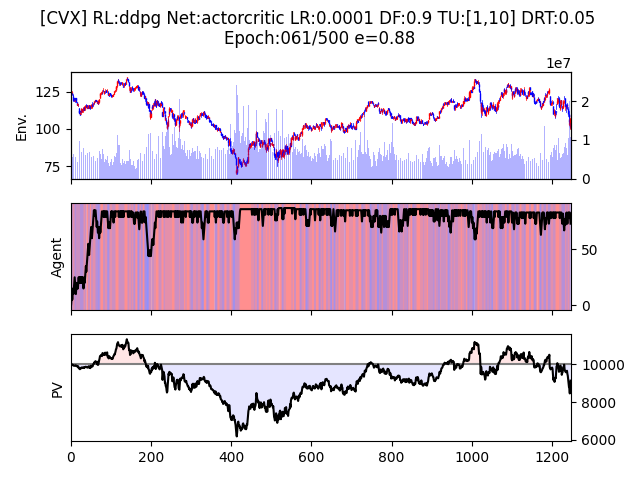 [CVX] RL:ddpg Net:actorcritic LR:0.0001 DF:0.9 TU:[1,10] DRT:0.05
Epoch:061/500 e=0.88
1e7
Env.
125
100
75
2
1
0
Agent
50
0
PV
10000
8000
6000
0 200 400 600 800 1000 1200